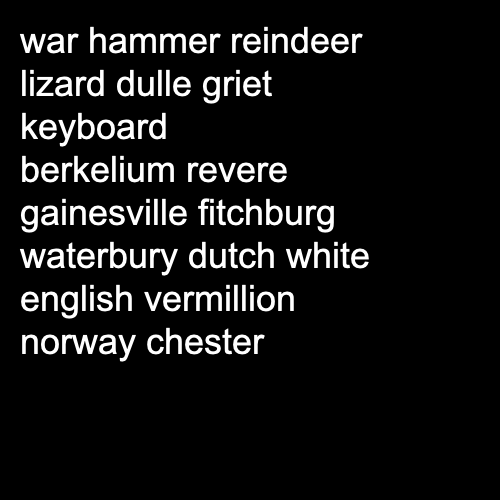 war hammer reindeer
lizard dulle griet
keyboard
berkelium revere
gainesville fitchburg
waterbury dutch white
english vermillion
norway chester